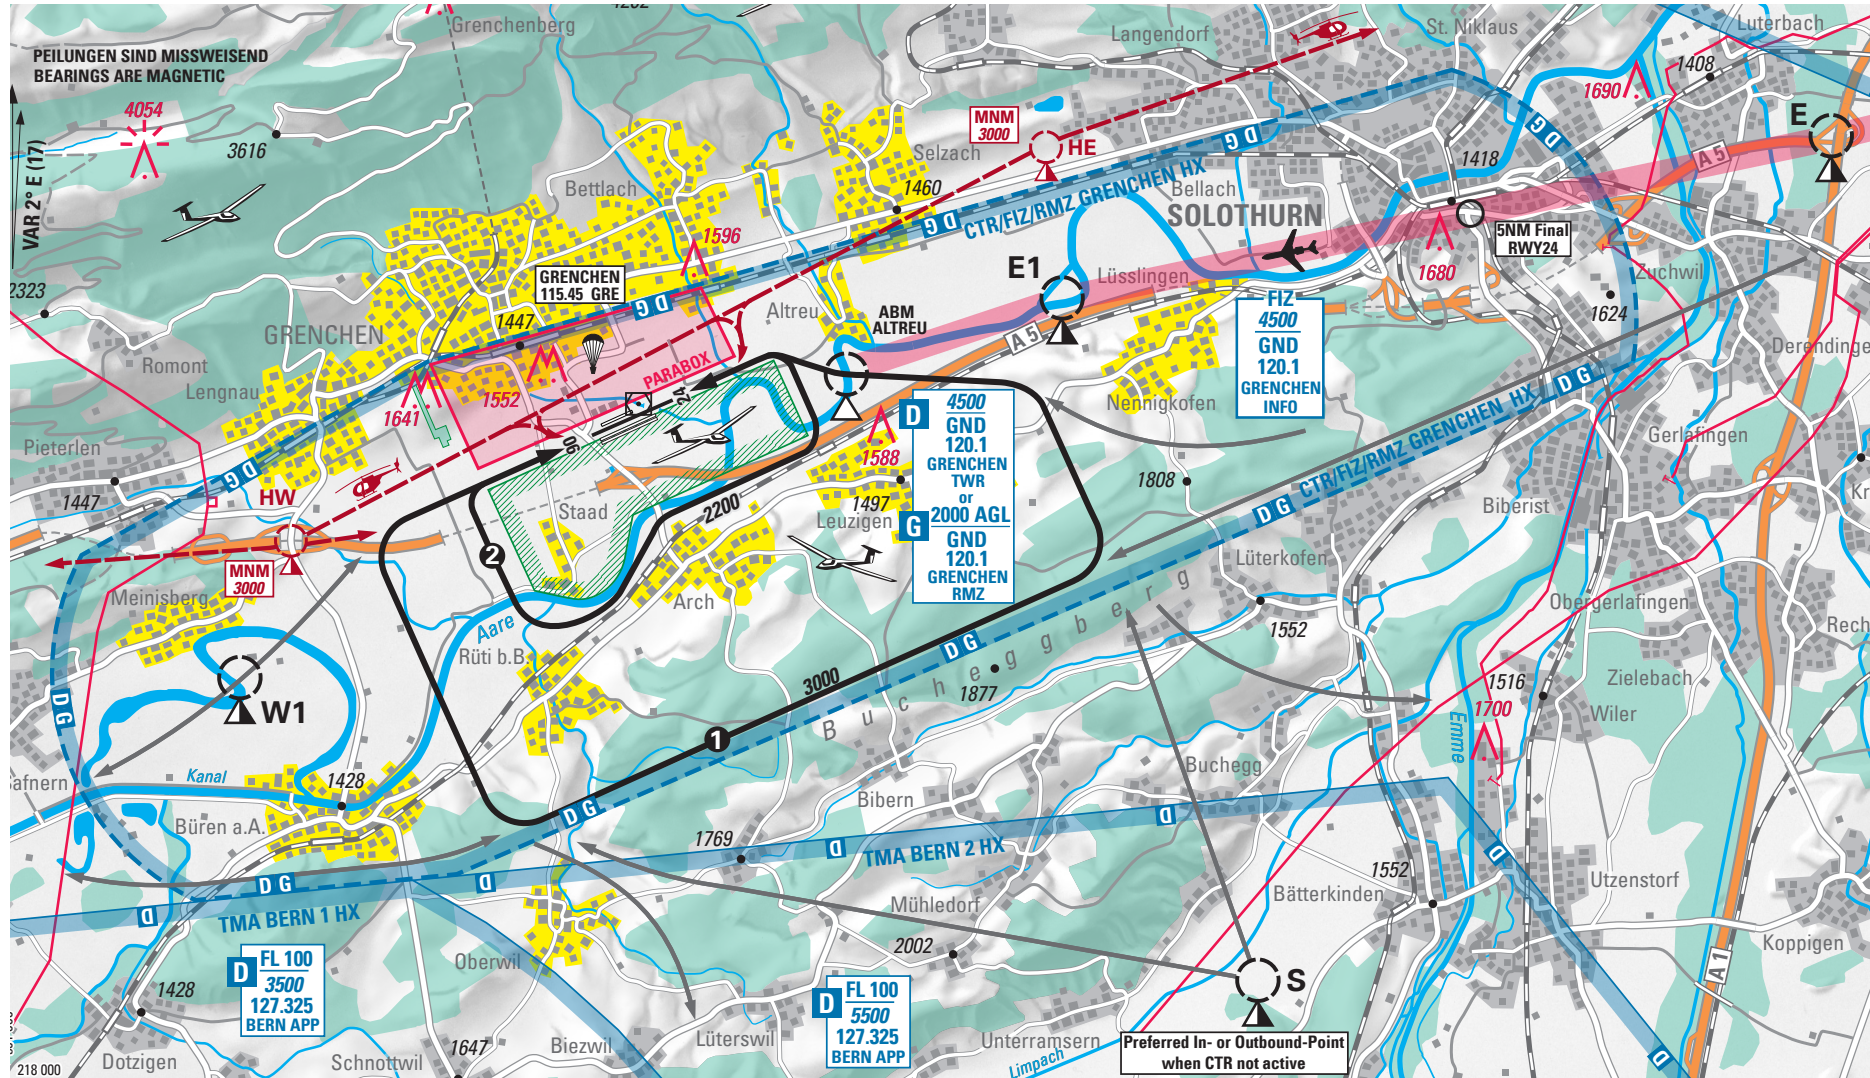 4262
Grenchenberg
PEILUNGEN SIND MISSWEISEND
BEARINGS ARE MAGNETIC
4054
3616
VAR 2° E (17)
2323
Langendorf
St. Niklaus
Luterbach
1408
1690
E
MNM
3000
HE
Selzach
1460
Bettlach
D G
CTR/FIZ/RMZ GRENCHEN HX
D G
D G
Bellach
SOLOTHURN
1418
A 5
5NM Final
RWY24
1680
Zuchwil
1624
Derendinge
1596
GRENCHEN
115.45 GRE
D G
E1
Lüsslingen
Altreu
ABM
ALTREU
A 5
FIZ
4500
GND
120.1
GRENCHEN
INFO
GRENCHEN
1447
Romont
Lengnau
PARABOX
1552
1641
24
06
D G
Nennigkofen
Gerlafingen
Kr
D
4500
GND
120.1
GRENCHEN
TWR
or
G
2000 AGL
GND
120.1
GRENCHEN
RMZ
1588
1497
Leuzigen
1808
CTR/FIZ/RMZ GRENCHEN HX
D G
Biberist
Pieterlen
1447
D G
HW
Staad
2200
2
Arch
Lüterkofen
MNM
3000
Meinisberg
Aare
Rüti b.B.
1552
Obergerlafingen
Rech
D G
Bucheggberg
1877
3000
1
W1
D G
1516
1700
Zielebach
Wiler
Emme
Buchegg
Bibern
afnern
Kanal
1428
Büren a.A.
D G
1769
D
D
TMA BERN 2 HX
D
D
D G
TMA BERN 1 HX
D
1552
Bätterkinden
Utzenstorf
Mühledorf
2002
Koppigen
A 1
Oberwil
D
FL 100
3500
127.325
BERN APP
D
FL 100
5500
127.325
BERN APP
S
Preferred In- or Outbound-Point
when CTR not active
1428
Dotzigen
Schnottwil
1647
Biezwil
Lüterswil
Unterramsern
Limpach
D
218 000